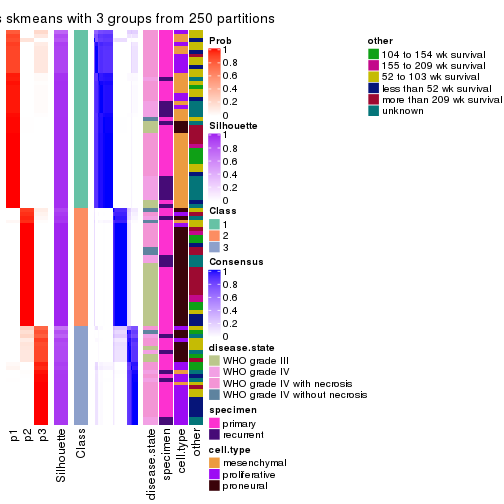 s skmeans with 3 groups from 250 partitions
Prob
1
0.8
0.6
0.4
0.2
0
Silhouette
1
0.8
0.6
0.4
0.2
0
Class
1
2
3
Consensus
1
0.8
0.6
0.4
0.2
0
disease.state
WHO grade III
WHO grade IV
WHO grade IV with necrosis
WHO grade IV without necrosis
specimen
primary
recurrent
cell.type
mesenchymal
proliferative
proneural
other
104 to 154 wk survival
155 to 209 wk survival
52 to 103 wk survival
less than 52 wk survival
more than 209 wk survival
unknown
p1
p2
p3
Silhouette
Class
disease.state
specimen
cell.type
other